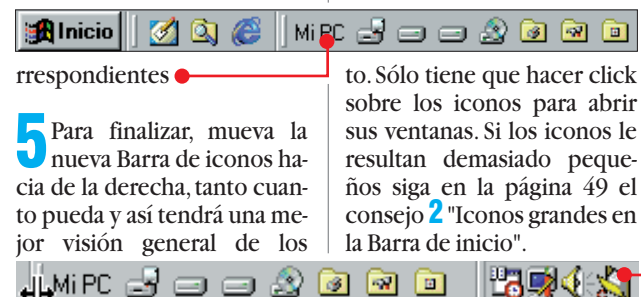 Inicio Mi PC
rrespondientes
5 Para finalizar, mueva la
nueva Barra de iconos ha-
cia de la derecha, tanto cuan-
to pueda y así tendrá una me-
jor visión general de los
to. Sólo tiene que hacer click
sobre los iconos para abrir
sus ventanas. Si los iconos le
resultan demasiado peque-
ños siga en la página 49 el
consejo 2 "Iconos grandes en
la Barra de inicio".
Mi PC